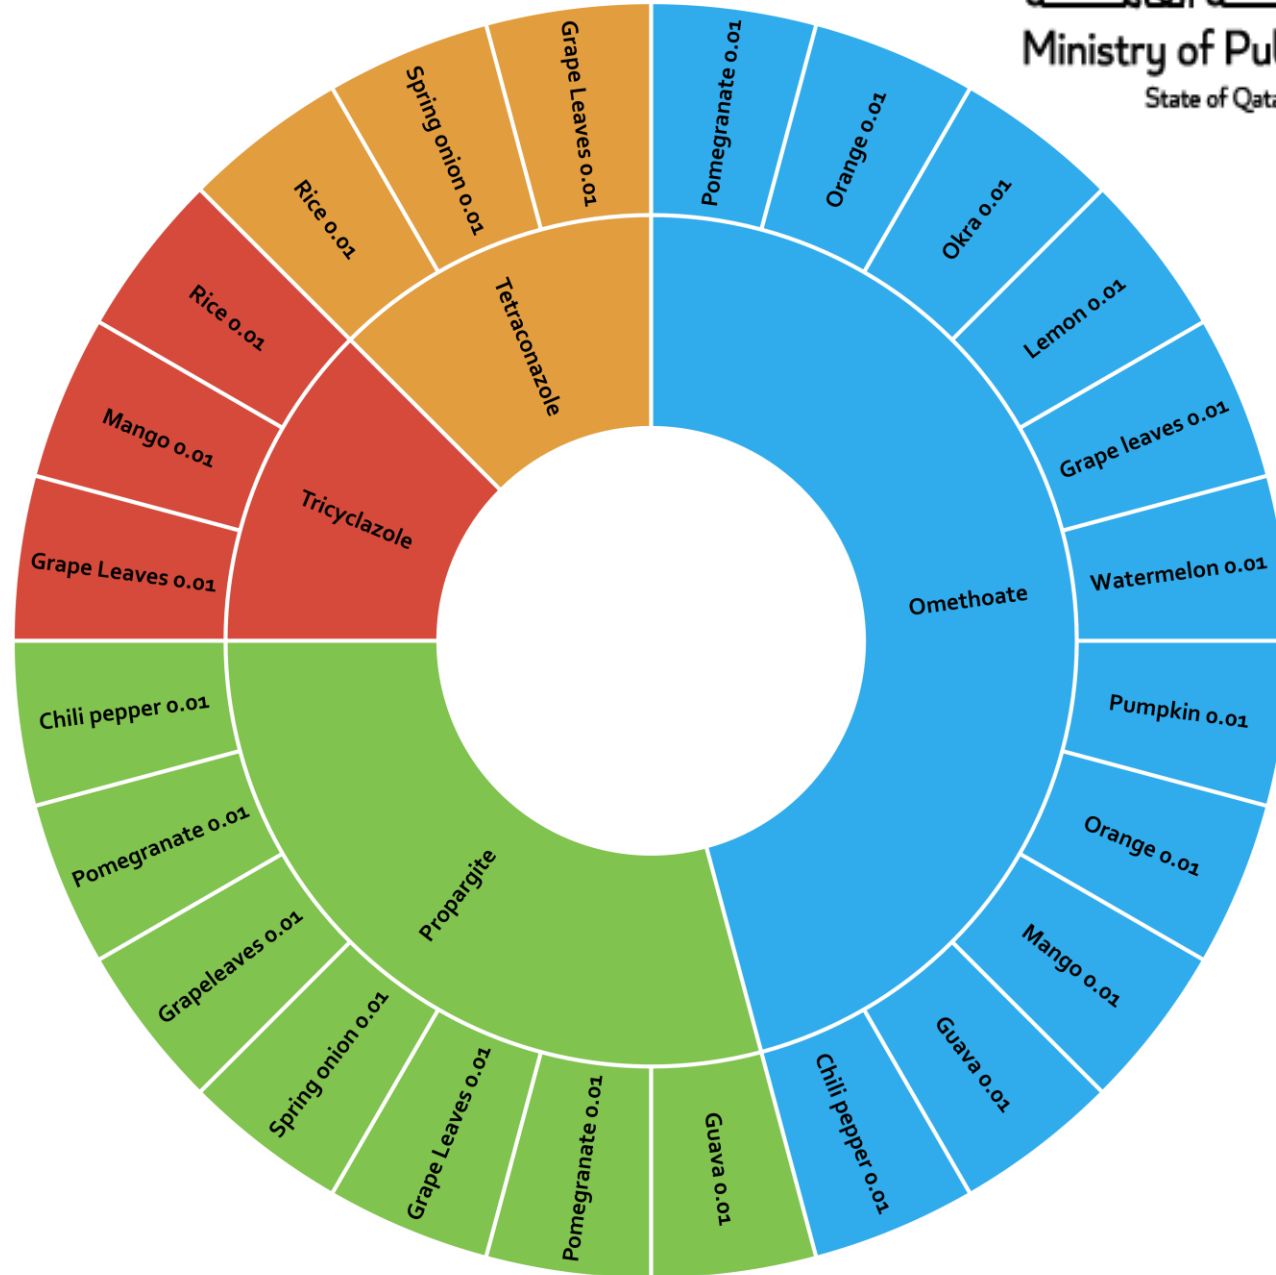 Ministry of Pu
State of Qata
Pomegranate 0.01
Orange 0.01
Okra 0.01
Lemon 0.01
Grape leaves 0.01
Watermelon 0.01
Pumpkin 0.01
Orange 0.01
Mango 0.01
Guava 0.01
Chili pepper 0.01
Guava 0.01
Pomegranate 0.01
Grape Leaves 0.01
Spring onion 0.01
Grapeleaves 0.01
Pomegranate 0.01
Chili pepper 0.01
Grape Leaves 0.01
Mango 0.01
Rice 0.01
Rice 0.01
Spring onion 0.01
Grape Leaves 0.01
Omethoate
Propargite
Tricyclazole
Tetraconazole